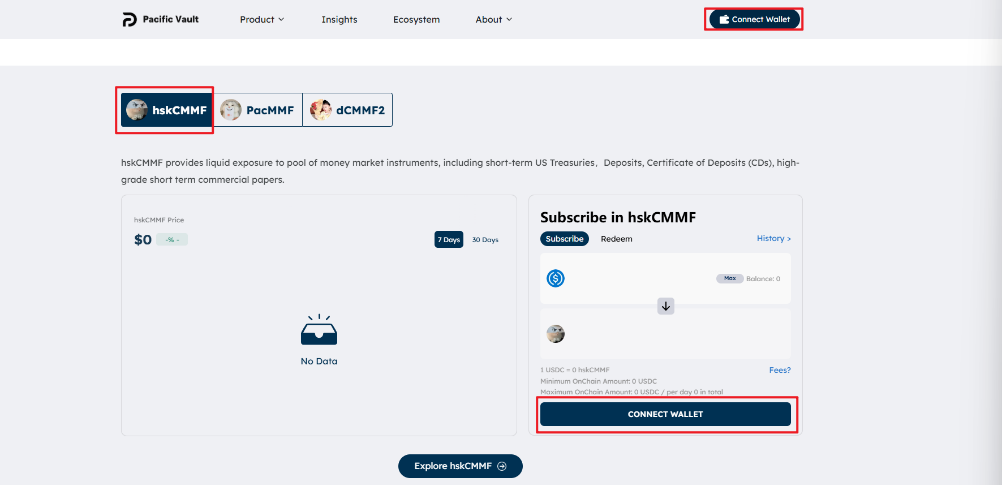 Pacific Vault Product Insights Ecosystem About Connect Wallet
hskCMMF PacMMF dCMMF2
hskCMMF provides liquid exposure to pool of money market instruments, including short-term US Treasuries， Deposits, Certificate of Deposits (CDs), high-
grade short term commercial papers.
hskCMMF Price
$0 -% -
7 Days 30 Days
No Data
Subscribe in hskCMMF
Subscribe Redeem History >
Max Balance: 0
1 USDC = 0 hskCMMF Fees?
Minimum OnChain Amount: 0 USDC
Maximum OnChain Amount: 0 USDC / per day 0 in total
CONNECT WALLET
Explore hskCMMF